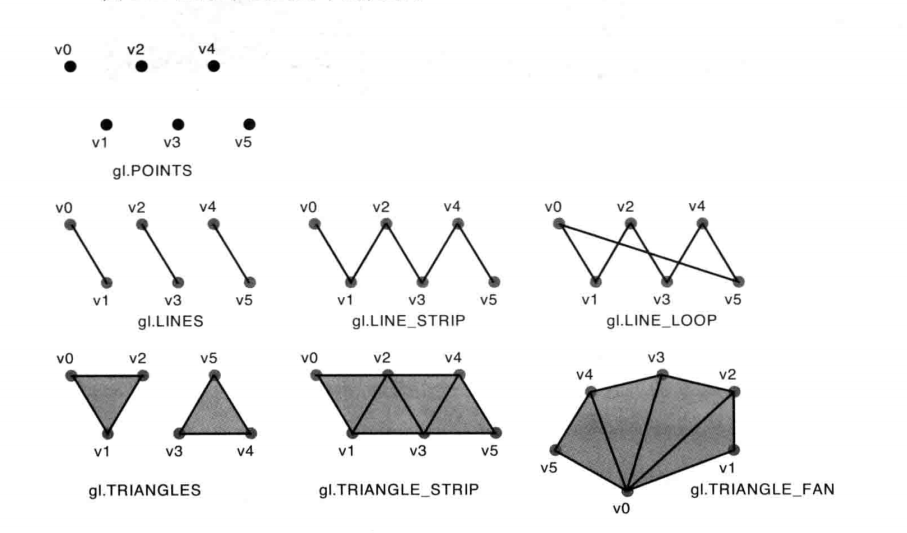 v0 v2 v4
v1 v3 v5
gl.POINTS
v0 v2 v4 v0 v2 v4 v0 v2 v4
v1 v3 v5 v1 v3 v5 v1 v3 v5
gl.LINES gl.LINE_STRIP gl.LINE_LOOP
v0 v2 v5 v0 v2 v4 v4 v3 v2
v1 v3 v4 v1 v3 v5 v5 v1
gl.TRIANGLES gl.TRIANGLE_STRIP v0 gl.TRIANGLE_FAN